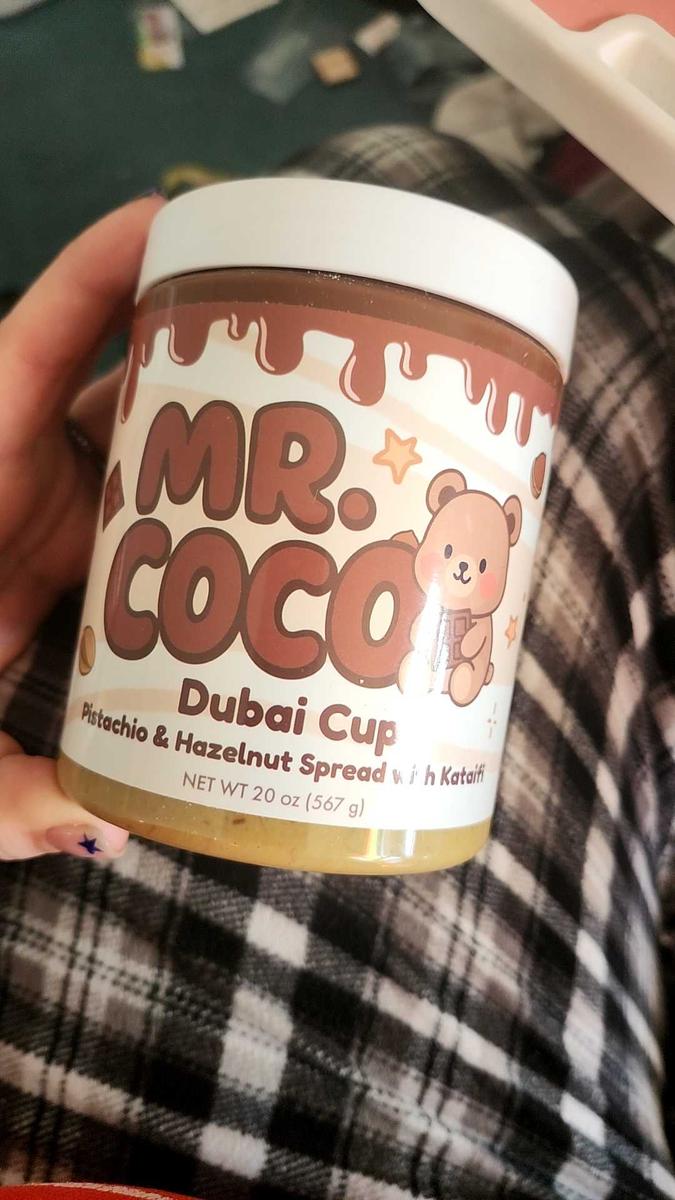 MR.
COCO
Dubai Cup
Pistachio & Hazelnut Spread with Kataifi
NET WT 20 oz (567 g)